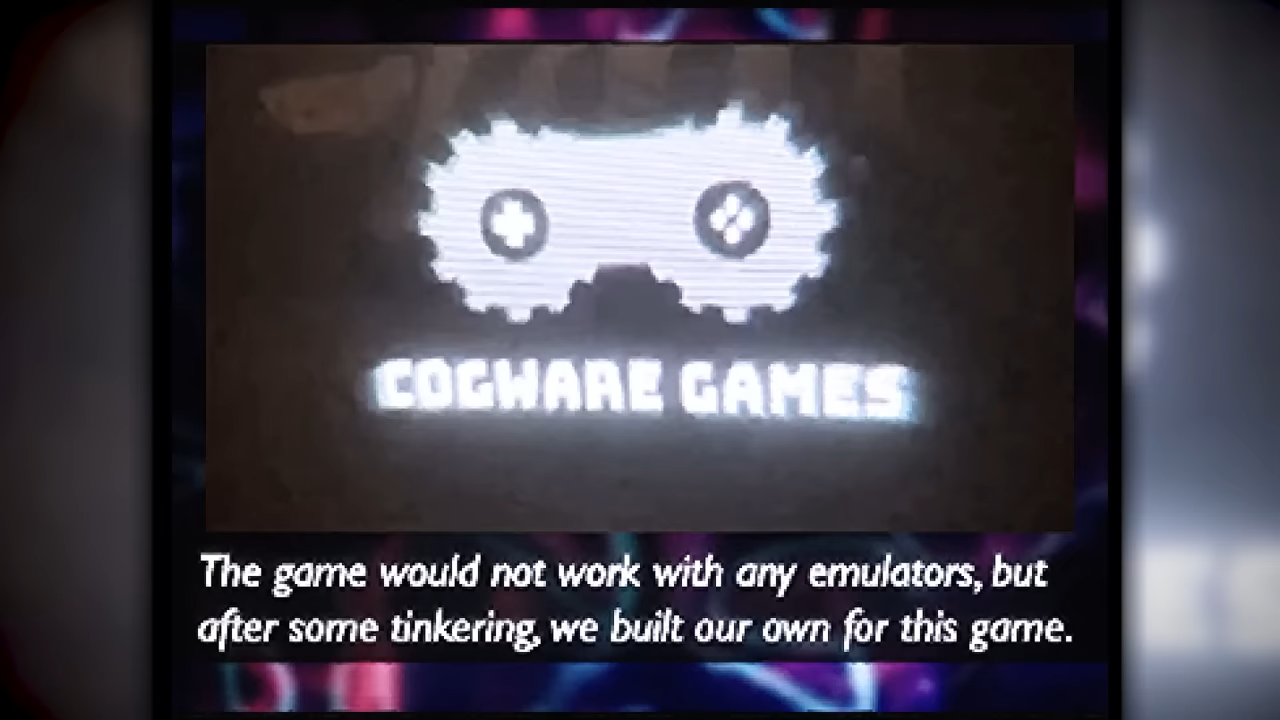 COGWARE GAMES
The game would not work with any emulators, but
after some tinkering, we built our own for this game.